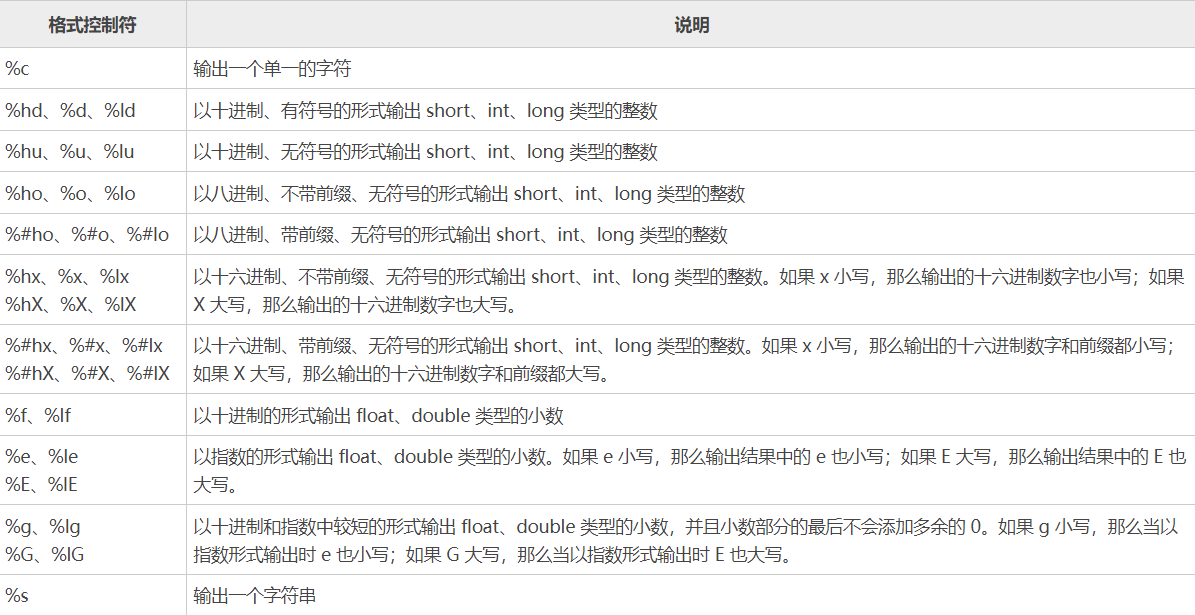 格式控制符 说明
%c 输出一个单一的字符
%hd、%d、%ld 以十进制、有符号的形式输出 short、int、long 类型的整数
%hu、%u、%lu 以十进制、无符号的形式输出 short、int、long 类型的整数
%ho、%o、%lo 以八进制、不带前缀、无符号的形式输出 short、int、long 类型的整数
%#ho、%#o、%#lo 以八进制、带前缀、无符号的形式输出 short、int、long 类型的整数
%hx、%x、%lx 以十六进制、不带前缀、无符号的形式输出 short、int、long 类型的整数。如果 x 小写，那么输出的十六进制数字也小写；如果
%hX、%X、%lX X 大写，那么输出的十六进制数字也大写。
%#hx、%#x、%#lx 以十六进制、带前缀、无符号的形式输出 short、int、long 类型的整数。如果 x 小写，那么输出的十六进制数字和前缀都小写；
%#hX、%#X、%#lX 如果 X 大写，那么输出的十六进制数字和前缀都大写。
%f、%lf 以十进制的形式输出 float、double 类型的小数
%e、%le 以指数的形式输出 float、double 类型的小数。如果 e 小写，那么输出结果中的 e 也小写；如果 E 大写，那么输出结果中的 E 也
%E、%lE 大写。
%g、%lg 以十进制和指数中较短的形式输出 float、double 类型的小数，并且小数部分的最后不会添加多余的 0。如果 g 小写，那么当以
%G、%lG 指数形式输出时 e 也小写；如果 G 大写，那么当以指数形式输出时 E 也大写。
%s 输出一个字符串